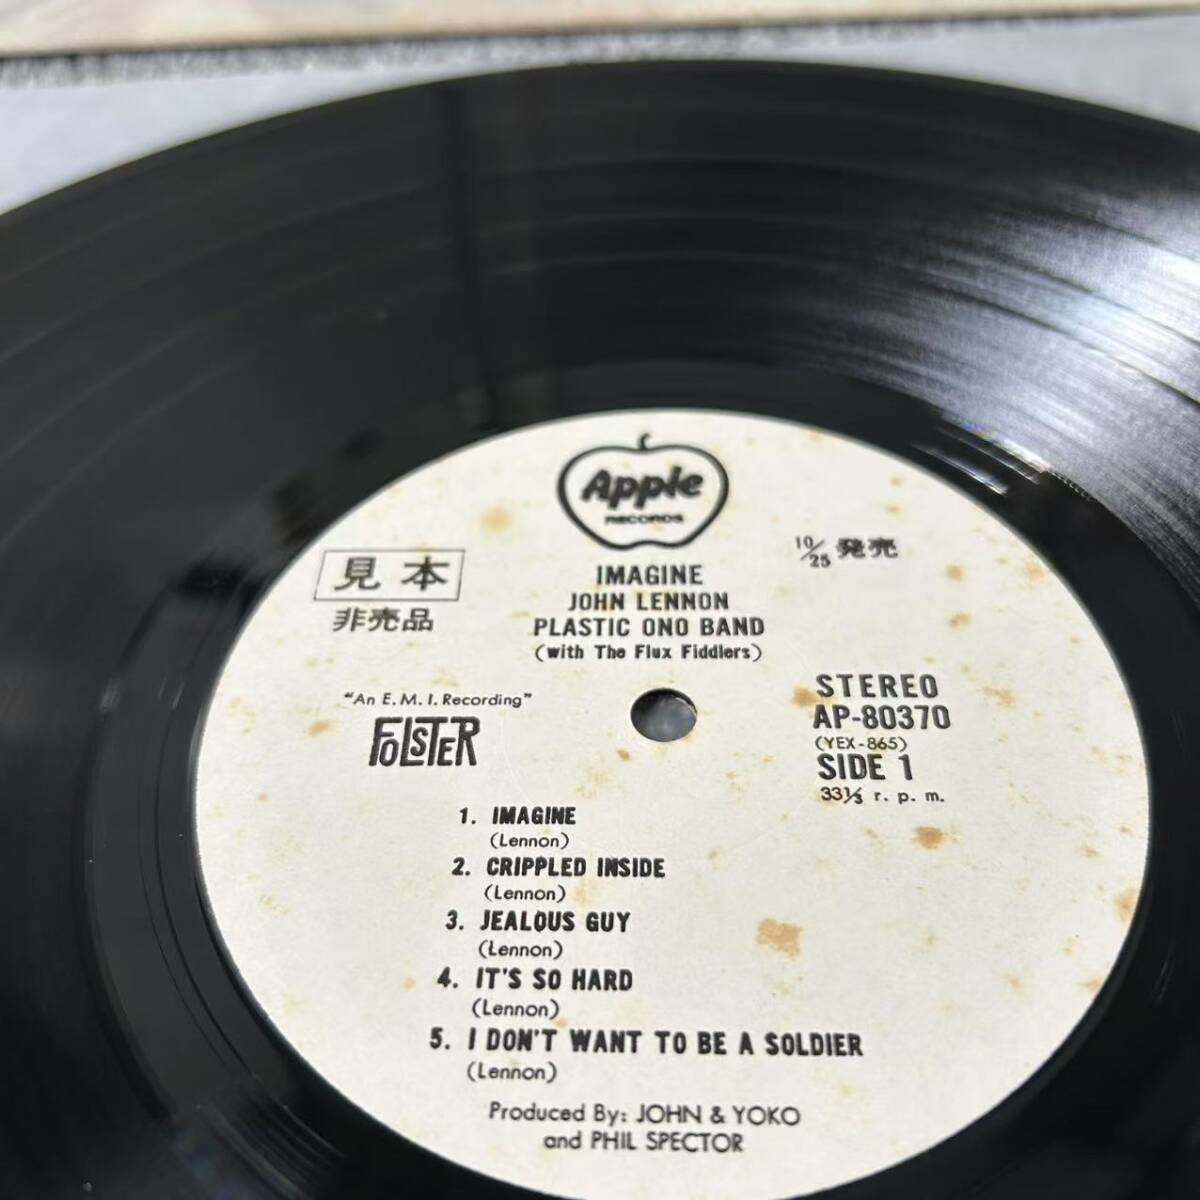 Apple
RECORDS
見本
非売品
10/25 発売
IMAGINE
JOHN LENNON
PLASTIC ONO BAND
(with The Flux Fiddlers)
"An E.M.I. Recording"
FOLSTER
STEREO
AP-80370
(YEX-865)
SIDE 1
33⅓ r.p.m.
1. IMAGINE
(Lennon)
2. CRIPPLED INSIDE
(Lennon)
3. JEALOUS GUY
(Lennon)
4. IT'S SO HARD
(Lennon)
5. I DON'T WANT TO BE A SOLDIER
(Lennon)
Produced By: JOHN & YOKO
and PHIL SPECTOR